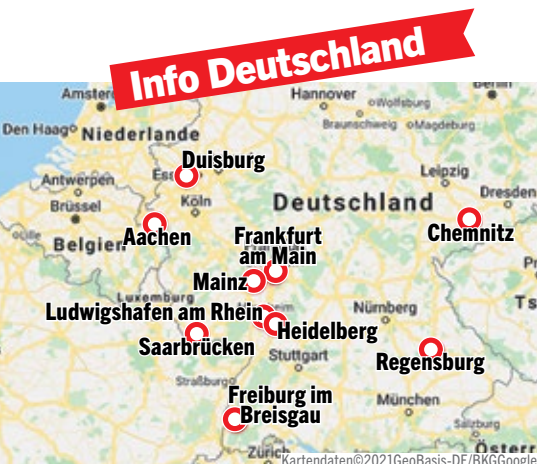 Info Deutschland
Hannover
Wolfsburg
Den Haag
Niederlande
Braunschweig
Magdeburg
Duisburg
Leipzig
Antwerpen
Köln
Deutschland
Dresden
Brüssel
Belgien
Aachen
Frankfurt
am Main
Chemnitz
Mainz
Luxemburg
Ludwigshafen am Rhein
Nürnberg
Heidelberg
Saarbrücken
Stuttgart
Regensburg
Straßburg
Freiburg im
Breisgau
München
Salzburg
Zürich
Österr
Kartendaten©2021GeoBasis-DE/BKGGoogle